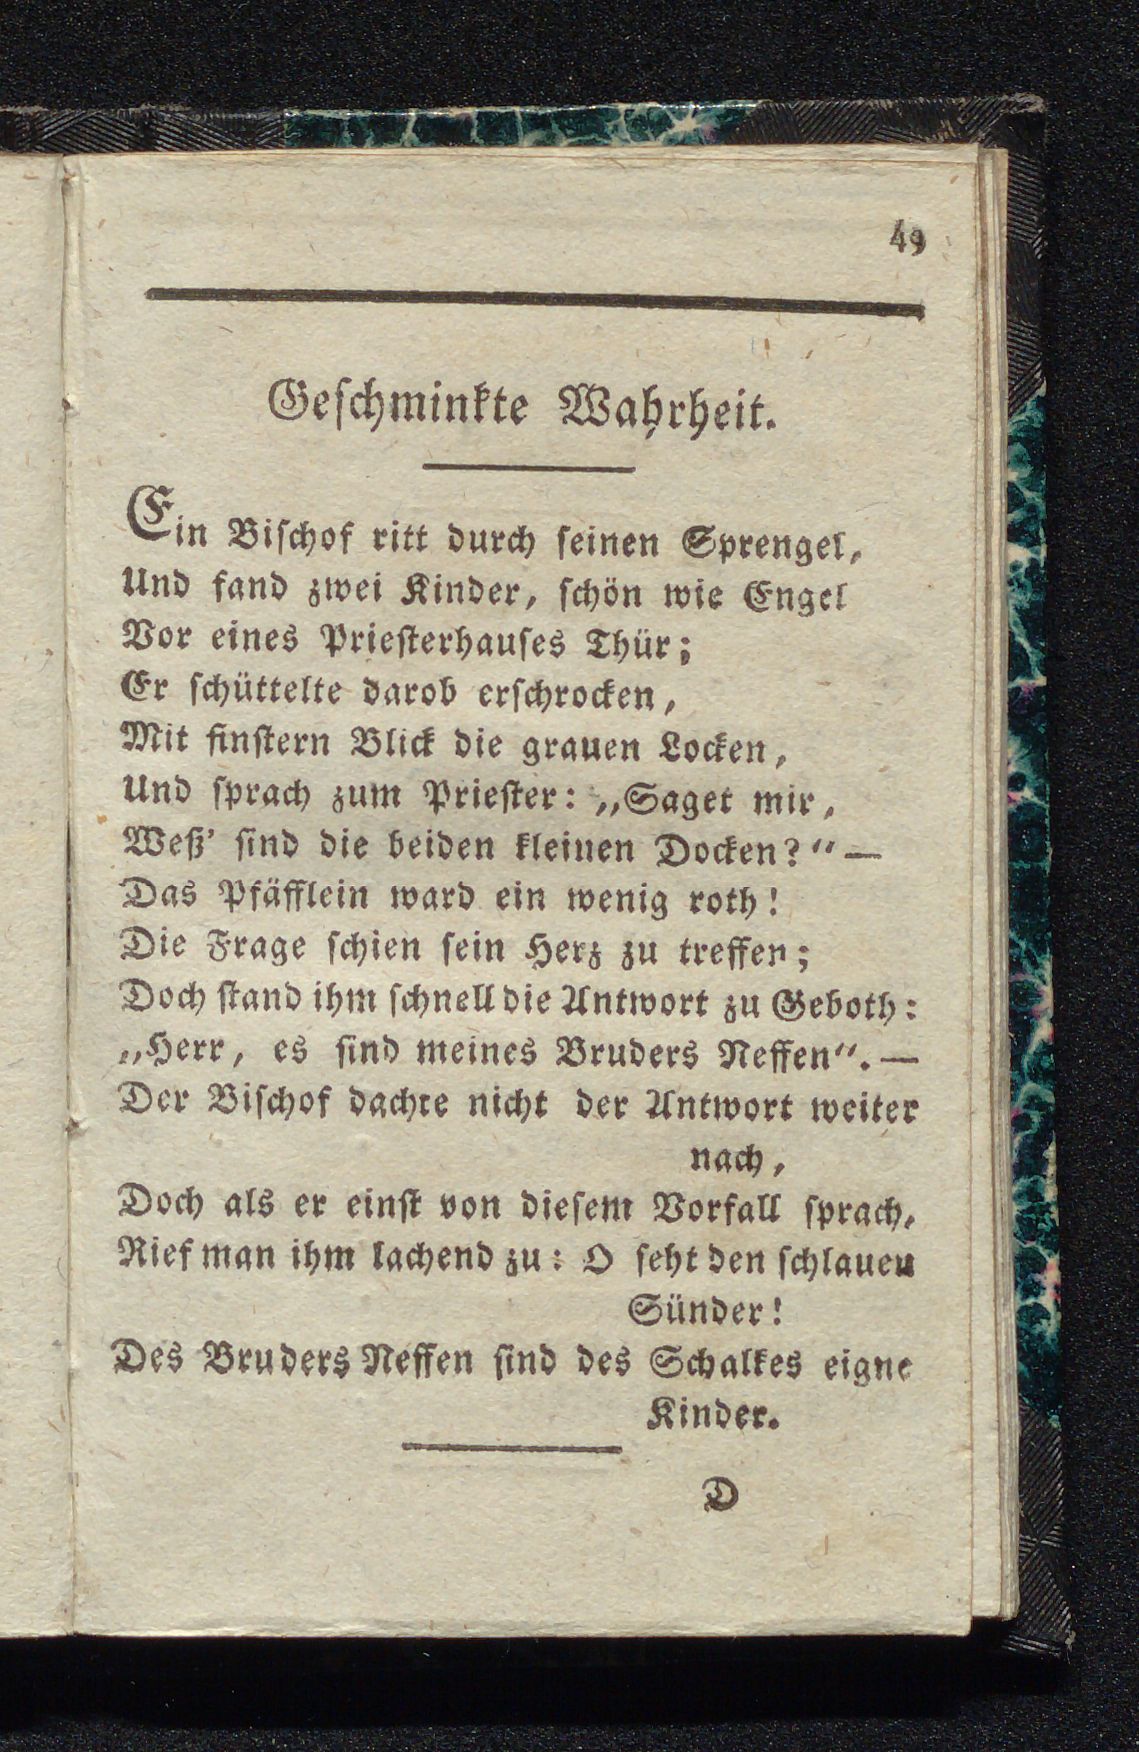 49
Geſchminkte Wahrheit.
Ein Biſchof ritt durch ſeinen Sprengel,
Und fand zwei Kinder, ſchön wie Engel
Vor eines Prieſterhauſes Thür;
Er ſchüttelte darob erſchrocken,
Mit finſtern Blick die grauen Locken,
Und ſprach zum Prieſter: „Saget mir,
Weß’ ſind die beiden kleinen Docken?“ —
Das Pfäfflein ward ein wenig roth!
Die Frage ſchien ſein Herz zu treffen;
Doch ſtand ihm ſchnell die Antwort zu Geboth:
„Herr, es ſind meines Bruders Neffen“. —
Der Biſchof dachte nicht der Antwort weiter
nach,
Doch als er einſt von dieſem Vorfall ſprach,
Rief man ihm lachend zu: O ſeht den ſchlauen
Sünder!
Des Bruders Neffen ſind des Schalkes eigne
Kinder.
D